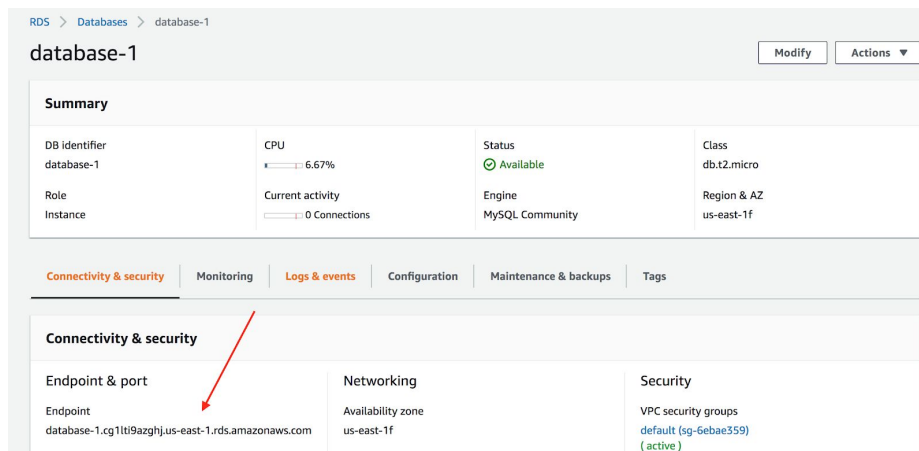 RDS > Databases > database-1
database-1
Modify
Actions ▼
Summary
DB identifier
database-1
CPU
6.67%
Status
Available
Class
db.t2.micro
Role
Instance
Current activity
0 Connections
Engine
MySQL Community
Region & AZ
us-east-1f
Connectivity & security
Monitoring
Logs & events
Configuration
Maintenance & backups
Tags
Connectivity & security
Endpoint & port
Endpoint
database-1.cg1lti9azghj.us-east-1.rds.amazonaws.com
Networking
Availability zone
us-east-1f
Security
VPC security groups
default (sg-6ebae359)
( active )